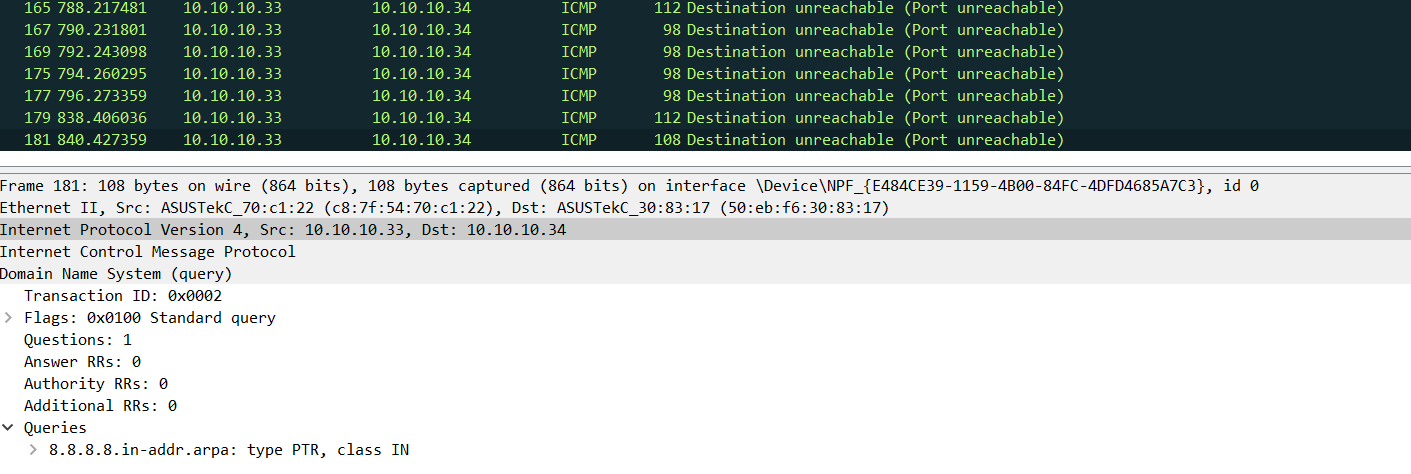 165 788.217481 10.10.10.33 10.10.10.34 ICMP 112 Destination unreachable (Port unreachable)
167 790.231801 10.10.10.33 10.10.10.34 ICMP 98 Destination unreachable (Port unreachable)
169 792.243098 10.10.10.33 10.10.10.34 ICMP 98 Destination unreachable (Port unreachable)
175 794.260295 10.10.10.33 10.10.10.34 ICMP 98 Destination unreachable (Port unreachable)
177 796.273359 10.10.10.33 10.10.10.34 ICMP 98 Destination unreachable (Port unreachable)
179 838.406036 10.10.10.33 10.10.10.34 ICMP 112 Destination unreachable (Port unreachable)
181 840.427359 10.10.10.33 10.10.10.34 ICMP 108 Destination unreachable (Port unreachable)
Frame 181: 108 bytes on wire (864 bits), 108 bytes captured (864 bits) on interface \Device\NPF_{E484CE39-1159-4B00-84FC-4DFD4685A7C3}, id 0
Ethernet II, Src: ASUSTekC_70:c1:22 (c8:7f:54:70:c1:22), Dst: ASUSTekC_30:83:17 (50:eb:f6:30:83:17)
Internet Protocol Version 4, Src: 10.10.10.33, Dst: 10.10.10.34
Internet Control Message Protocol
Domain Name System (query)
Transaction ID: 0x0002
Flags: 0x0100 Standard query
Questions: 1
Answer RRs: 0
Authority RRs: 0
Additional RRs: 0
Queries
8.8.8.8.in-addr.arpa: type PTR, class IN